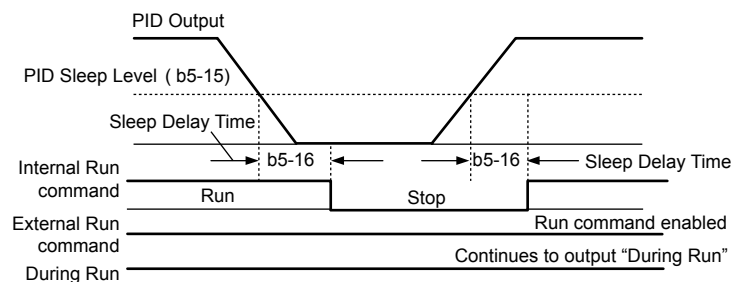 PID Output
PID Sleep Level ( b5-15)
Sleep Delay Time
b5-16
b5-16
Sleep Delay Time
Internal Run
command
Run
Stop
External Run
command
Run command enabled
Continues to output “During Run”
During Run